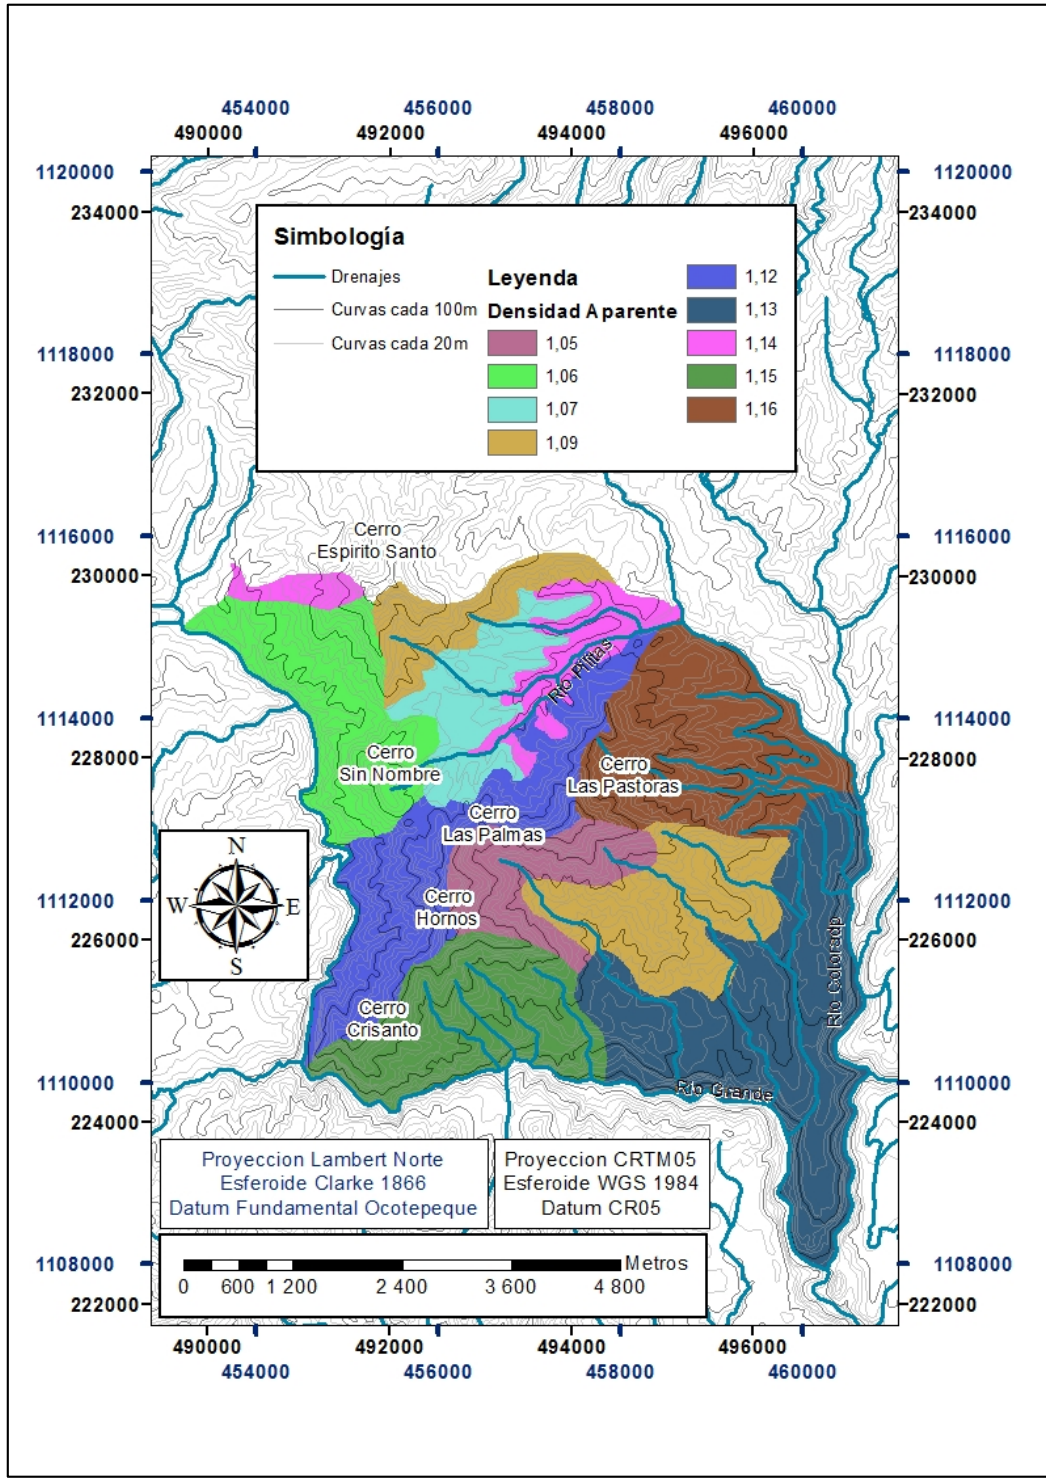 454000 456000 458000 460000
490000 492000 494000 496000
1120000 1120000
234000 234000
Simbología
Drenajes
Curvas cada 100m
Curvas cada 20m
Leyenda
Densidad Aparente
1,05
1,06
1,07
1,09
1,12
1,13
1,14
1,15
1,16
1118000 1118000
232000 232000
1116000 1116000
Cerro
Espirito Santo
230000 230000
Río Pilitas
1114000 1114000
228000 228000
Cerro
Sin Nombre
Cerro
Las Pastoras
Cerro
Las Palmas
N
W E
S
1112000 1112000
Cerro
Hornos
226000 226000
Río Colorado
Cerro
Crisanto
1110000 1110000
Río Grande
224000 224000
Proyeccion Lambert Norte
Esferoide Clarke 1866
Datum Fundamental Ocotepeque
Proyeccion CRTM05
Esferoide WGS 1984
Datum CR05
1108000 1108000
Metros
0 600 1 200 2 400 3 600 4 800
222000 222000
490000 492000 494000 496000
454000 456000 458000 460000